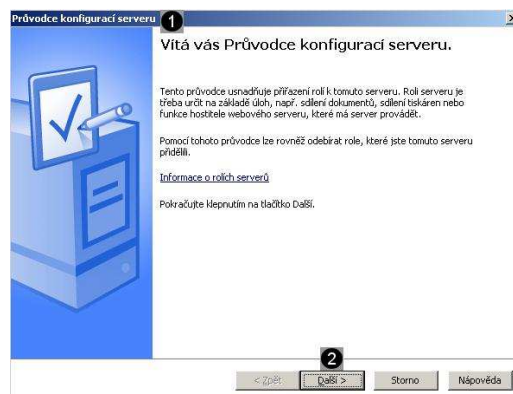 Průvodce konfigurací serveru
1
Vítá vás Průvodce konfigurací serveru.
Tento průvodce usnadňuje přiřazení rolí k tomuto serveru. Roli serveru je
třeba určit na základě úloh, např. sdílení dokumentů, sdílení tiskáren nebo
funkce hostitele webového serveru, které má server provádět.
Pomocí tohoto průvodce lze rovněž odebírat role, které jste tomuto serveru
přidělili.
Informace o rolích serverů
Pokračujte klepnutím na tlačítko Další.
2
< Zpět Další > Storno Nápověda